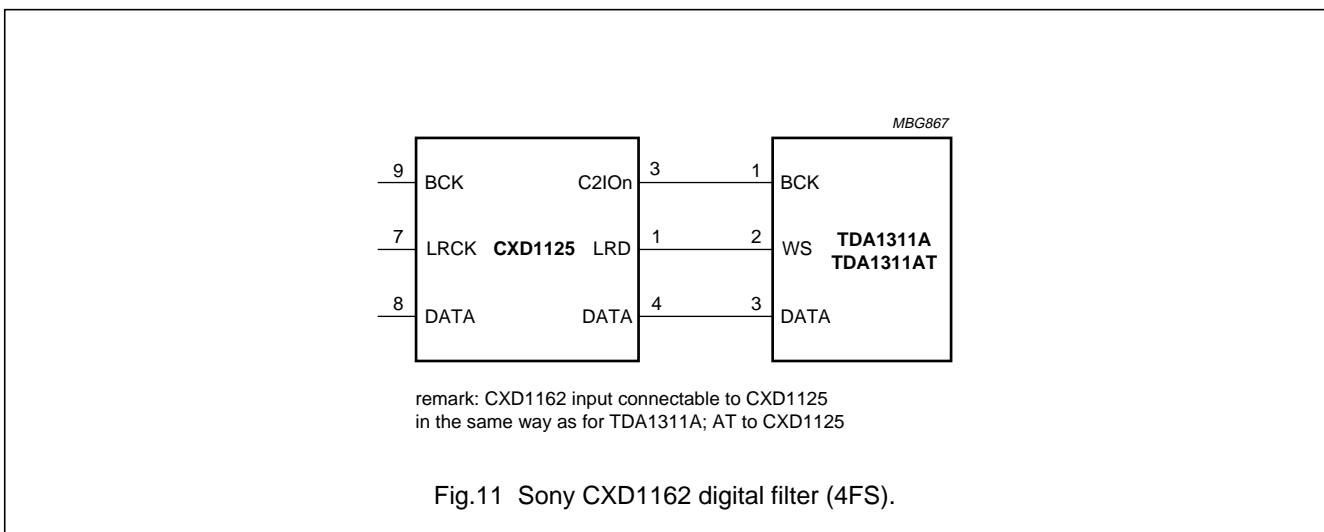 MBG867
9 BCK C2IOn 3 1 BCK
7 LRCK CXD1125 LRD 1 2 WS TDA1311A
TDA1311AT
8 DATA DATA 4 3 DATA
remark: CXD1162 input connectable to CXD1125
in the same way as for TDA1311A; AT to CXD1125
Fig.11 Sony CXD1162 digital filter (4FS).